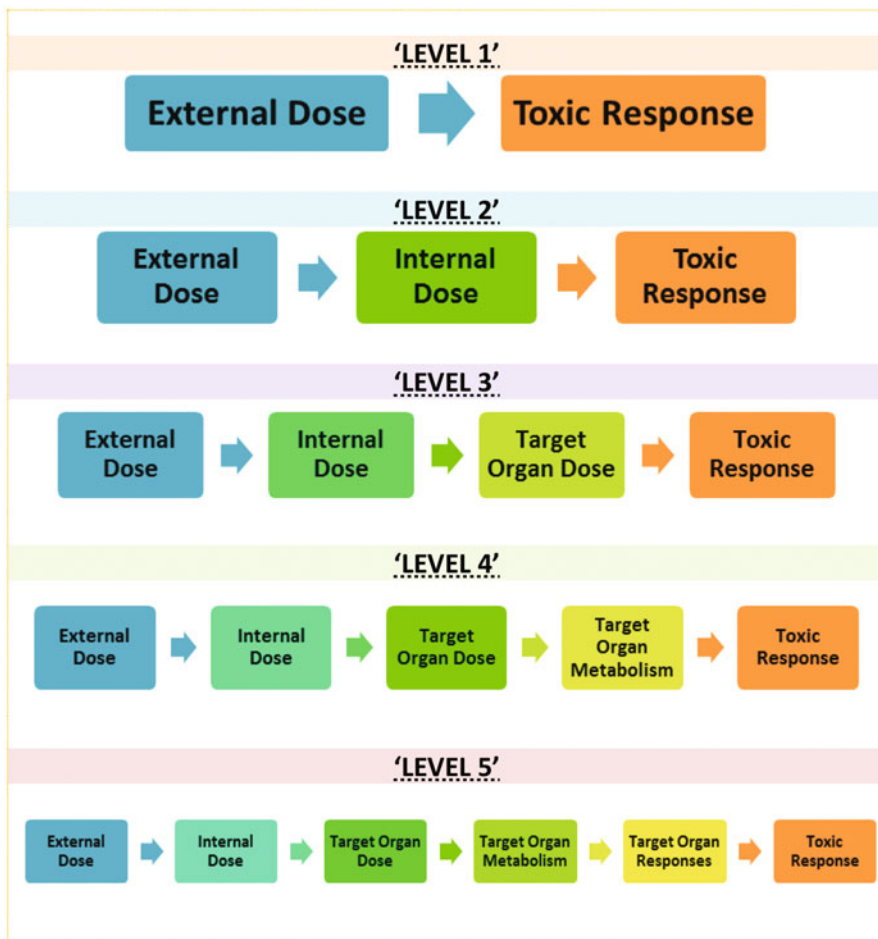 'LEVEL 1'
External Dose
Toxic Response
'LEVEL 2'
External
Dose
Internal
Dose
Toxic
Response
'LEVEL 3'
External
Dose
Internal
Dose
Target
Organ Dose
Toxic
Response
'LEVEL 4'
External
Dose
Internal
Dose
Target
Organ Dose
Target
Organ
Metabolism
Toxic
Response
'LEVEL 5'
External
Dose
Internal
Dose
Target Organ
Dose
Target Organ
Metabolism
Target Organ
Responses
Toxic
Response